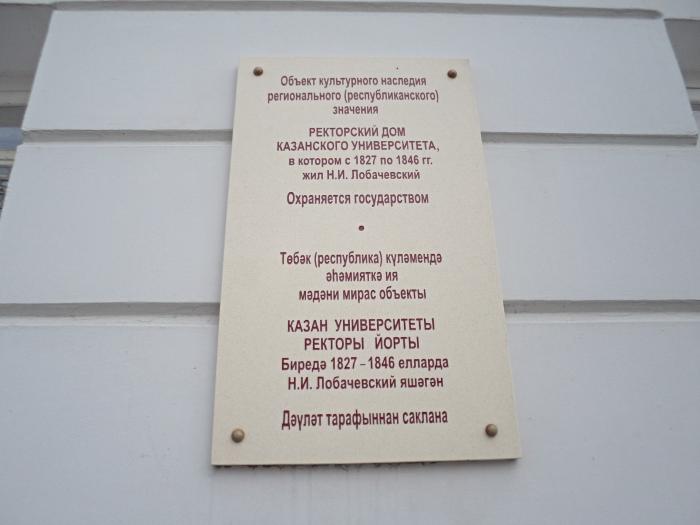 Объект культурного наследия
регионального (республиканского)
значения
РЕКТОРСКИЙ ДОМ
КАЗАНСКОГО УНИВЕРСИТЕТА,
в котором с 1827 по 1846 гг.
жил Н.И. Лобачевский
Охраняется государством
•
Төбәк (республика) күләмендә
әһәмияткә ия
мәдәни мирас объекты
КАЗАН УНИВЕРСИТЕТЫ
РЕКТОРЫ ЙОРТЫ
Биредә 1827 – 1846 елларда
Н.И. Лобачевский яшәгән
Дәүләт тарафыннан саклана